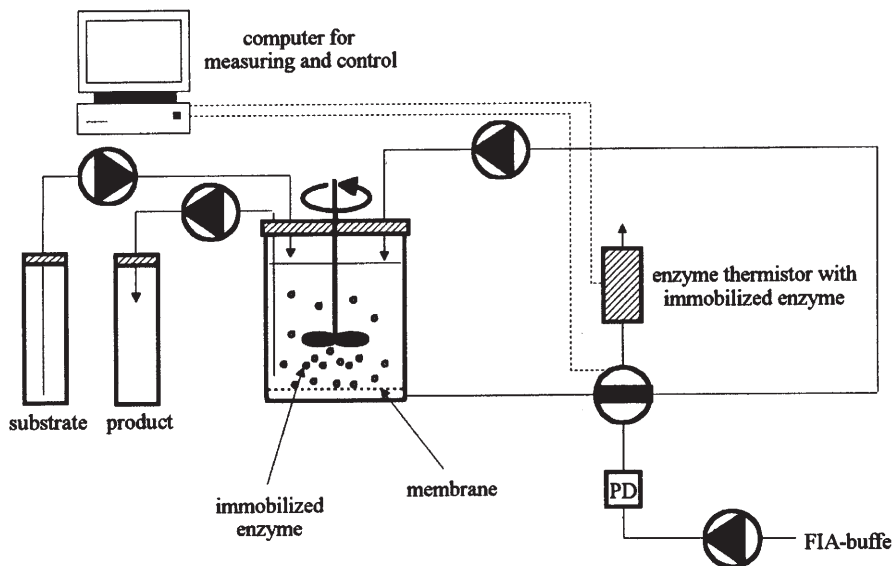 computer for
measuring and control
enzyme thermistor with
immobilized enzyme
substrate
product
membrane
immobilized
enzyme
PD
FIA-buffe